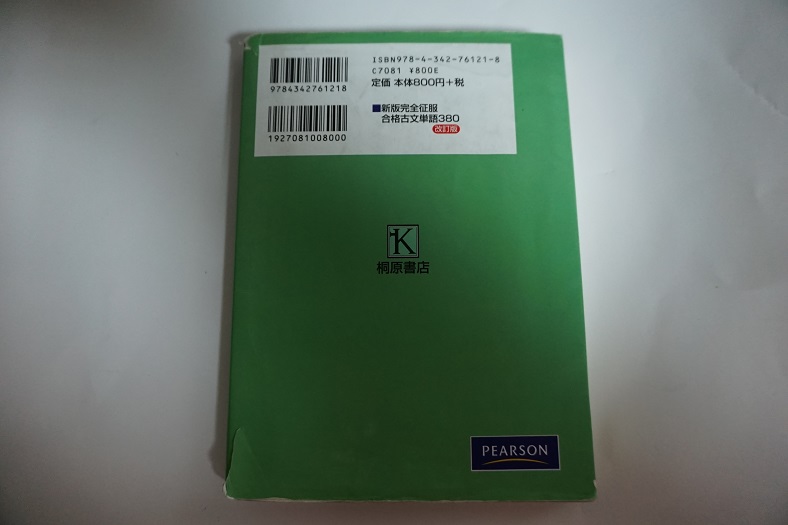 ISBN978-4-342-76121-8
C7081 ¥800E
定価 本体800円+税
9784342761218
■新版完全征服
合格古文単語380
改訂版
1927081008000
K
桐原書店
PEARSON